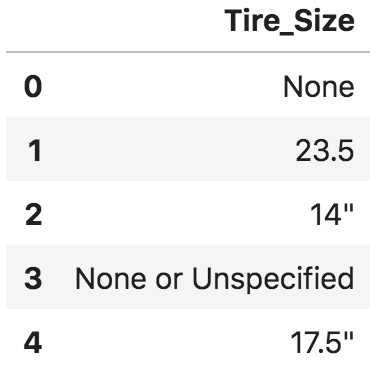 Tire_Size
0 None
1 23.5
2 14"
3 None or Unspecified
4 17.5"